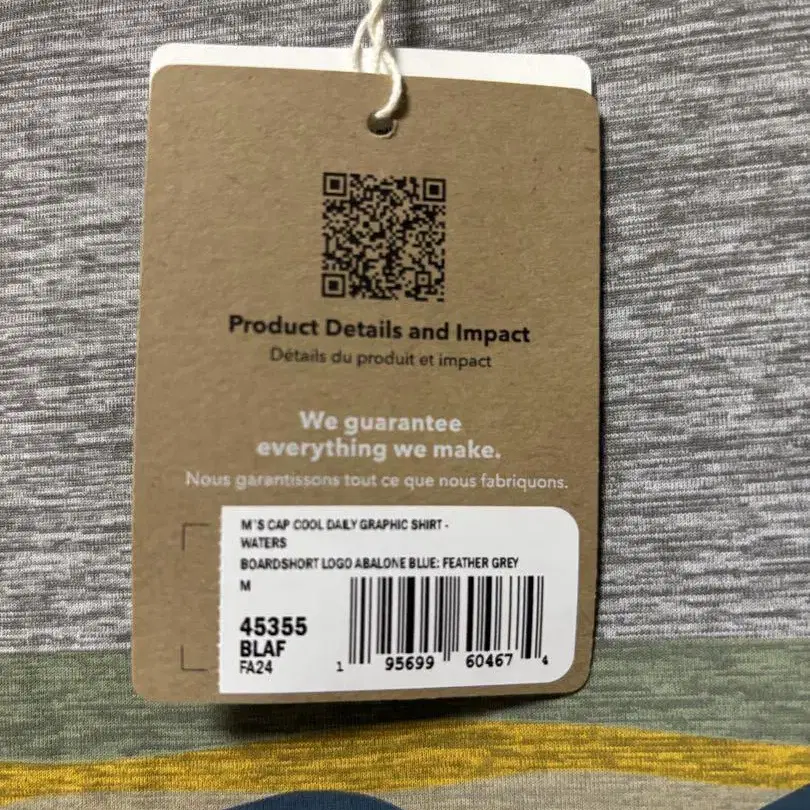 Product Details and Impact
Détails du produit et impact
We guarantee
everything we make.
Nous garantissons tout ce que nous fabriquons.
M'S CAP COOL DAILY GRAPHIC SHIRT -
WATERS
BOARDSHORT LOGO ABALONE BLUE: FEATHER GREY
M
45355
BLAF
FA24
1 95699 60467 4